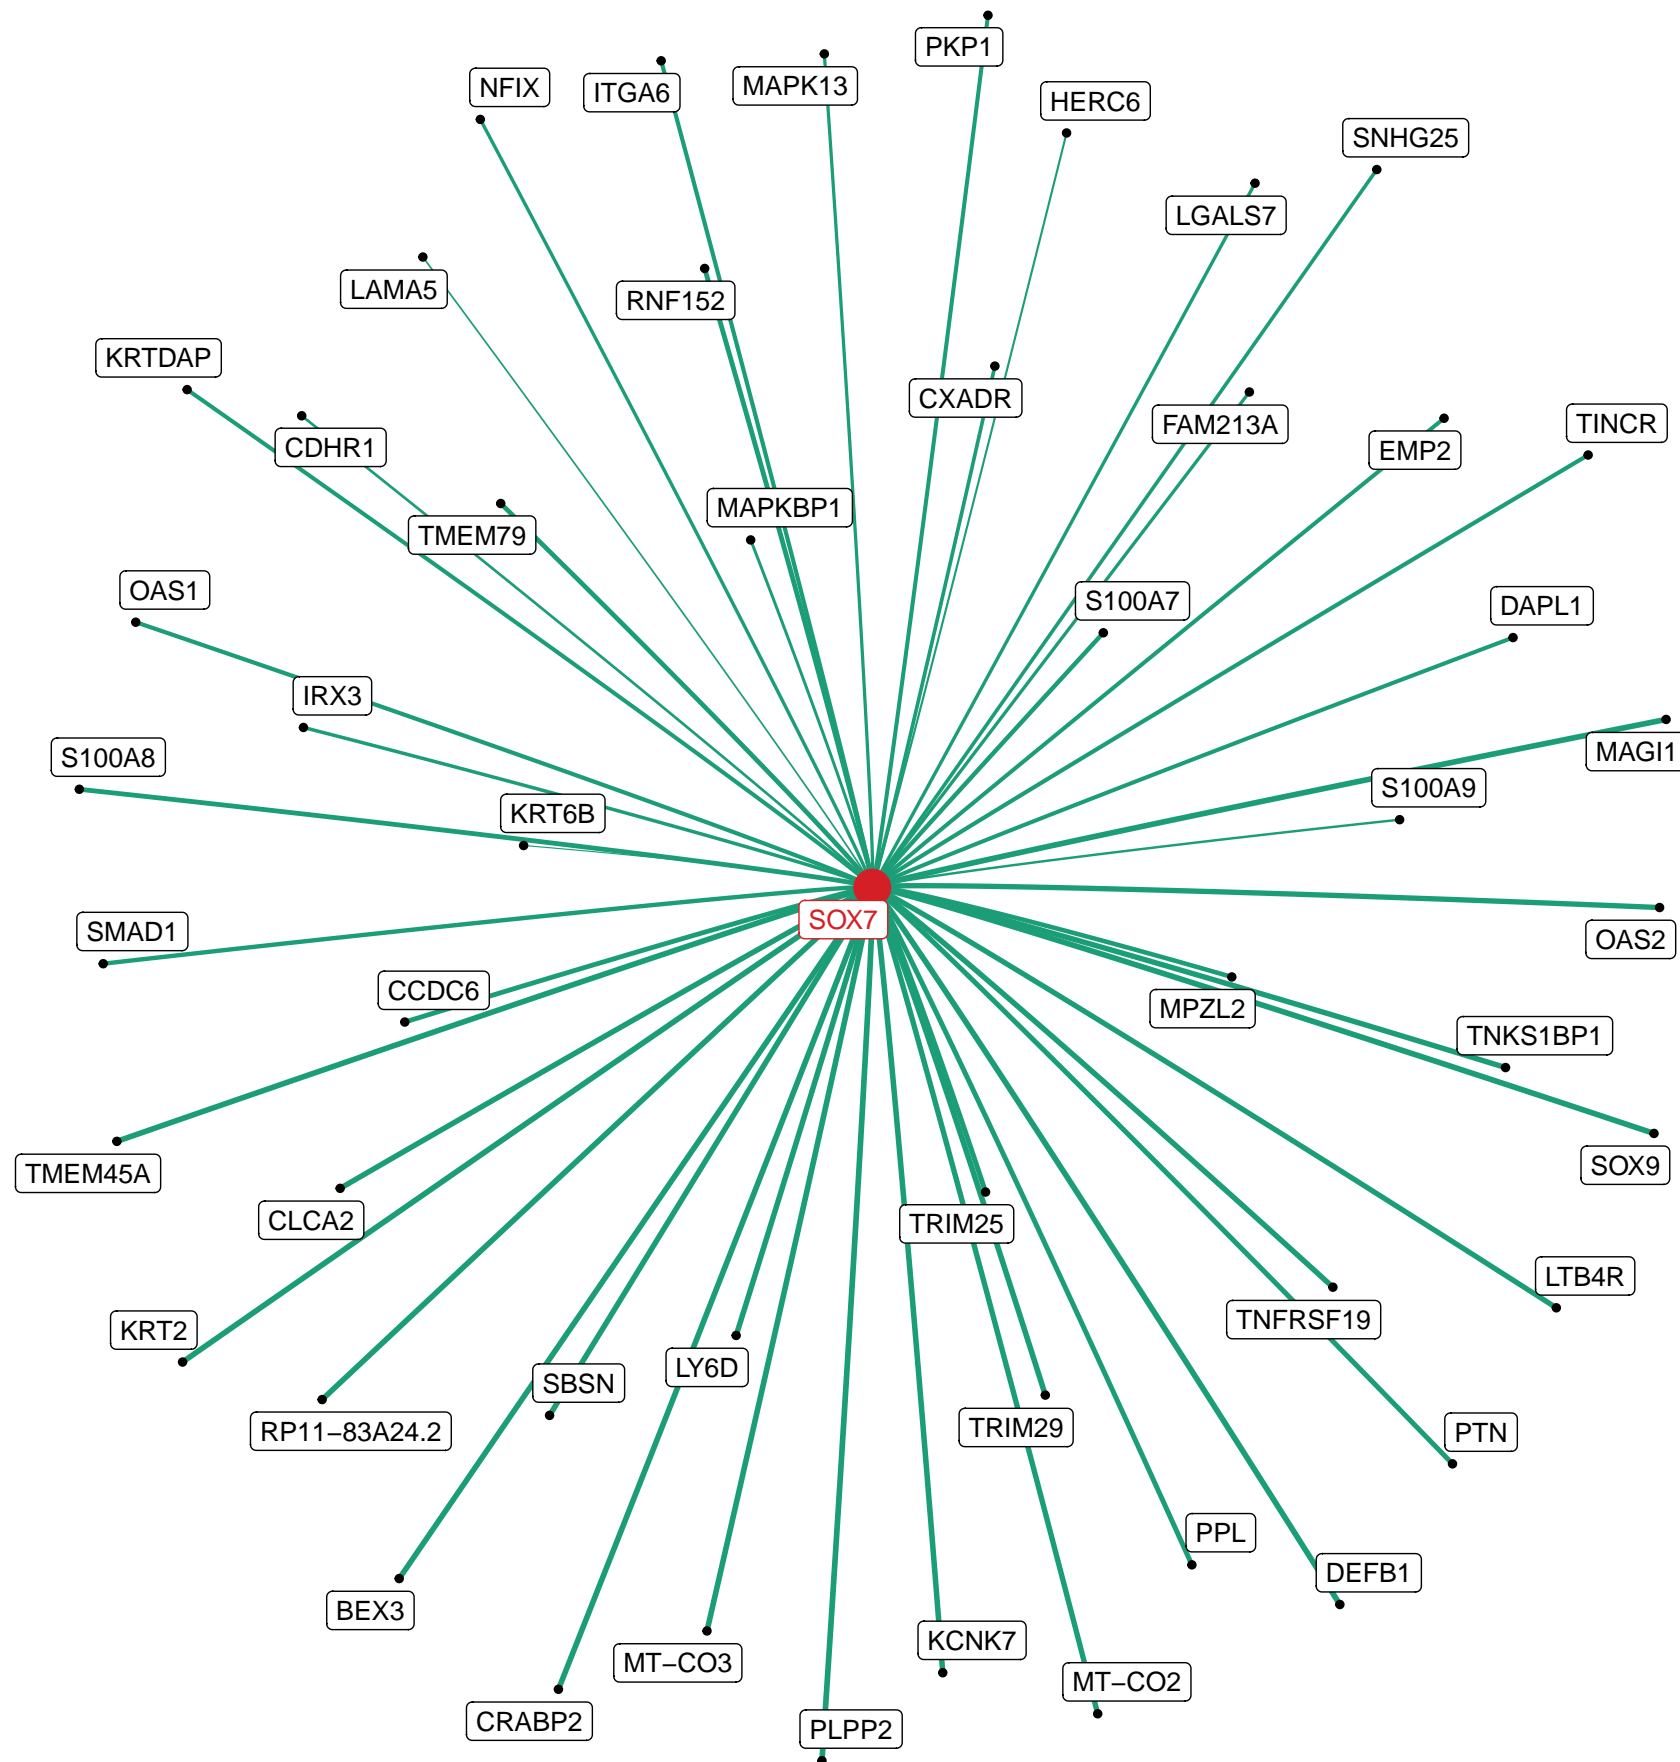 PKP1
NFIX
ITGA6
MAPK13
HERC6
SNHG25
LGALS7
LAMA5
RNF152
KRTDAP
CXADR
FAM213A
TINCR
CDHR1
EMP2
MAPKBP1
TMEM79
OAS1
S100A7
DAPL1
IRX3
S100A8
MAGI1
S100A9
KRT6B
SOX7
SMAD1
OAS2
CCDC6
MPZL2
TNKS1BP1
TMEM45A
SOX9
CLCA2
TRIM25
LTB4R
TNFRSF19
KRT2
LY6D
SBSN
TRIM29
RP11−83A24.2
PTN
PPL
DEFB1
BEX3
KCNK7
MT−CO3
MT−CO2
CRABP2
PLPP2